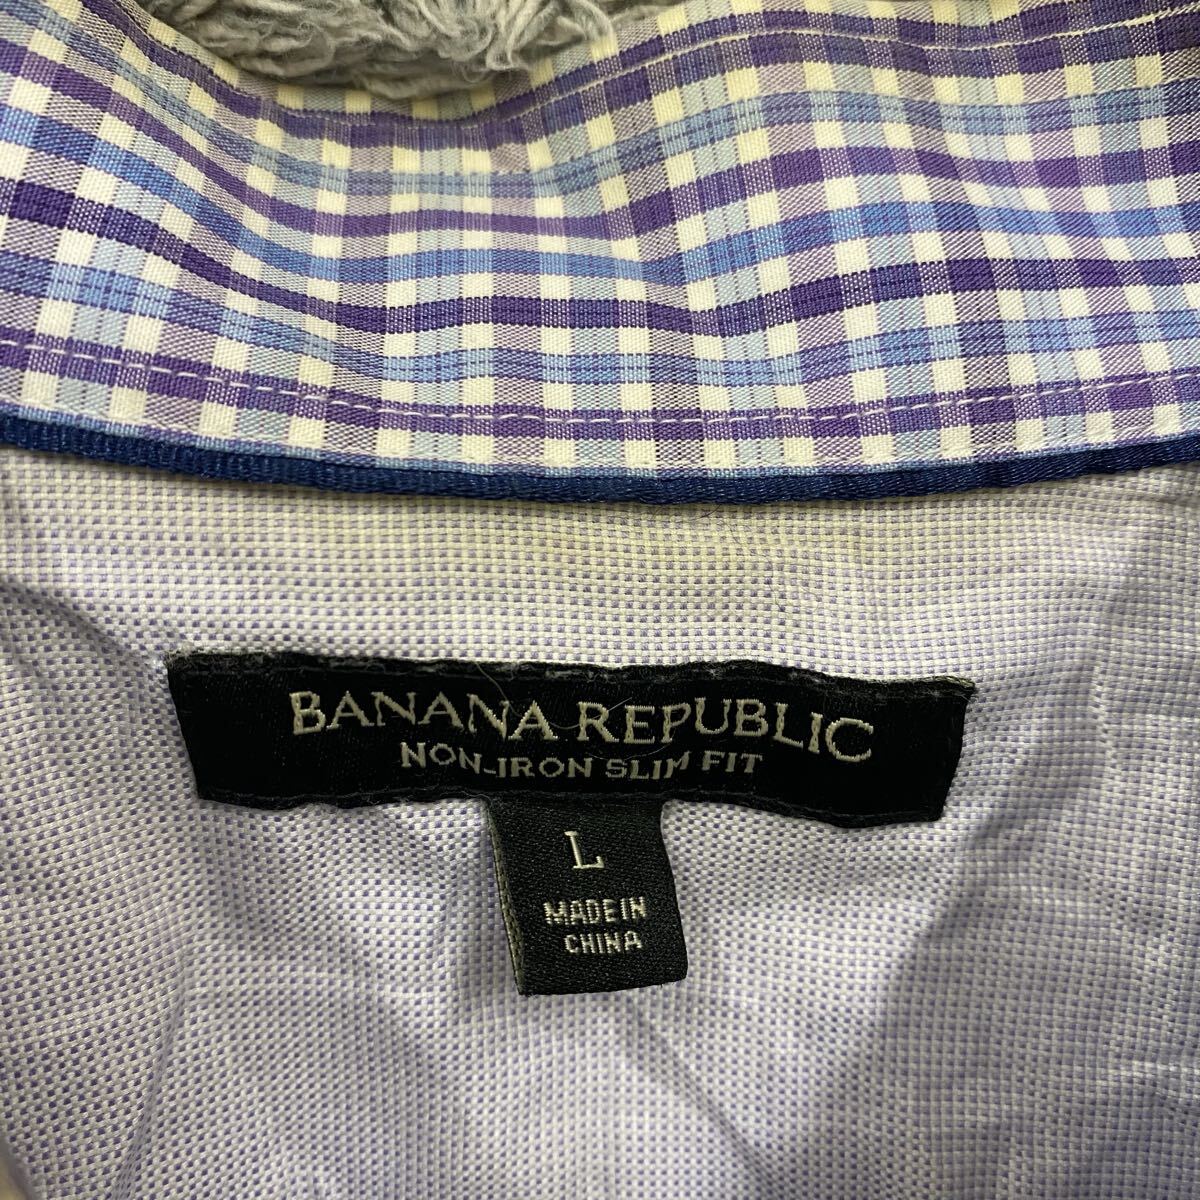 BANANA REPUBLIC
NON-IRON SLIM FIT
L
MADE IN
CHINA